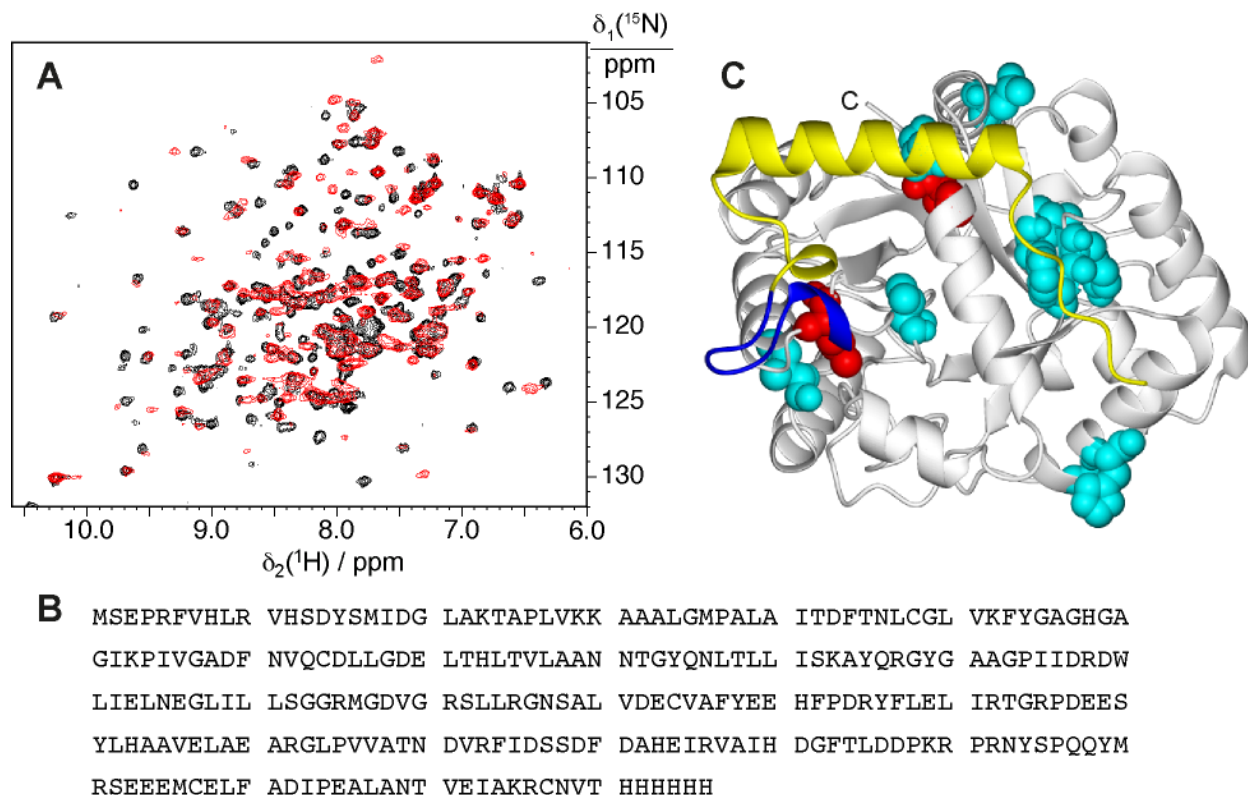 A
δ₁(¹⁵N)
ppm
105
110
115
120
125
130
10.0 9.0 8.0 7.0 6.0
δ₂(¹H) / ppm
C
C
B
MSEPRFVHLR VHSDYSMIDG LAKTAPLVKK AAALGMPALA ITDFTNLCGL VKFYGAGHGA
GIKPIVGADF NVQCDLLGDE LTHLTVLAAN NTGYQNLTLL ISKAYQRGYG AAGPIIDRDW
LIELNEGLIL LSGGRMGDVG RSLLRGNSAL VDECVAFYEE HFPDRYFLEL IRTGRPDEES
YLHAAVELAE ARGLPVVATN DVRFIDSSDF DAHEIRVAIH DGFTLDDPKR PRNYSPQQYM
RSEEEMCELF ADIPEALANT VEIAKRCNVT HHHHHH